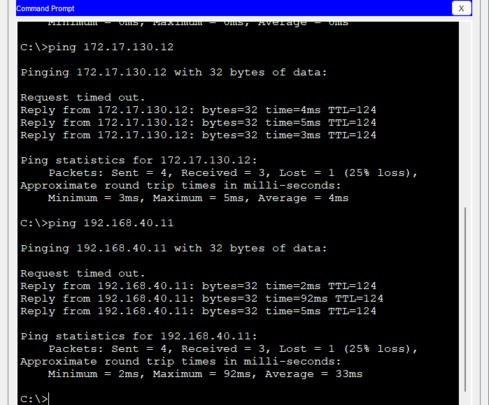 Command Prompt
X
Minimum = 0ms, Maximum = 0ms, Average = 0ms
C:\>ping 172.17.130.12
Pinging 172.17.130.12 with 32 bytes of data:
Request timed out.
Reply from 172.17.130.12: bytes=32 time=4ms TTL=124
Reply from 172.17.130.12: bytes=32 time=5ms TTL=124
Reply from 172.17.130.12: bytes=32 time=3ms TTL=124
Ping statistics for 172.17.130.12:
Packets: Sent = 4, Received = 3, Lost = 1 (25% loss),
Approximate round trip times in milli-seconds:
Minimum = 3ms, Maximum = 5ms, Average = 4ms
C:\>ping 192.168.40.11
Pinging 192.168.40.11 with 32 bytes of data:
Request timed out.
Reply from 192.168.40.11: bytes=32 time=2ms TTL=124
Reply from 192.168.40.11: bytes=32 time=92ms TTL=124
Reply from 192.168.40.11: bytes=32 time=5ms TTL=124
Ping statistics for 192.168.40.11:
Packets: Sent = 4, Received = 3, Lost = 1 (25% loss),
Approximate round trip times in milli-seconds:
Minimum = 2ms, Maximum = 92ms, Average = 33ms
C:\>